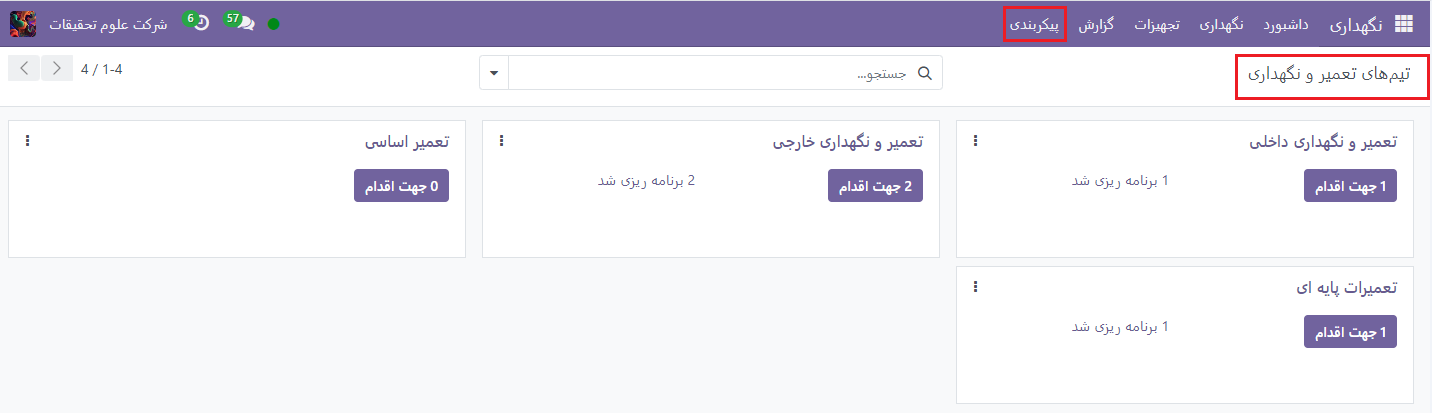 نگهداری داشبورد نگهداری تجهیزات گزارش پیکربندی 57 6 شرکت علوم تحقیقات
تیم‌های تعمیر و نگهداری جستجو... 1-4 / 4
تعمیر و نگهداری داخلی
1 جهت اقدام 1 برنامه ریزی شد
تعمیر و نگهداری خارجی
2 جهت اقدام 2 برنامه ریزی شد
تعمیر اساسی
0 جهت اقدام
تعمیرات پایه ای
1 جهت اقدام 1 برنامه ریزی شد